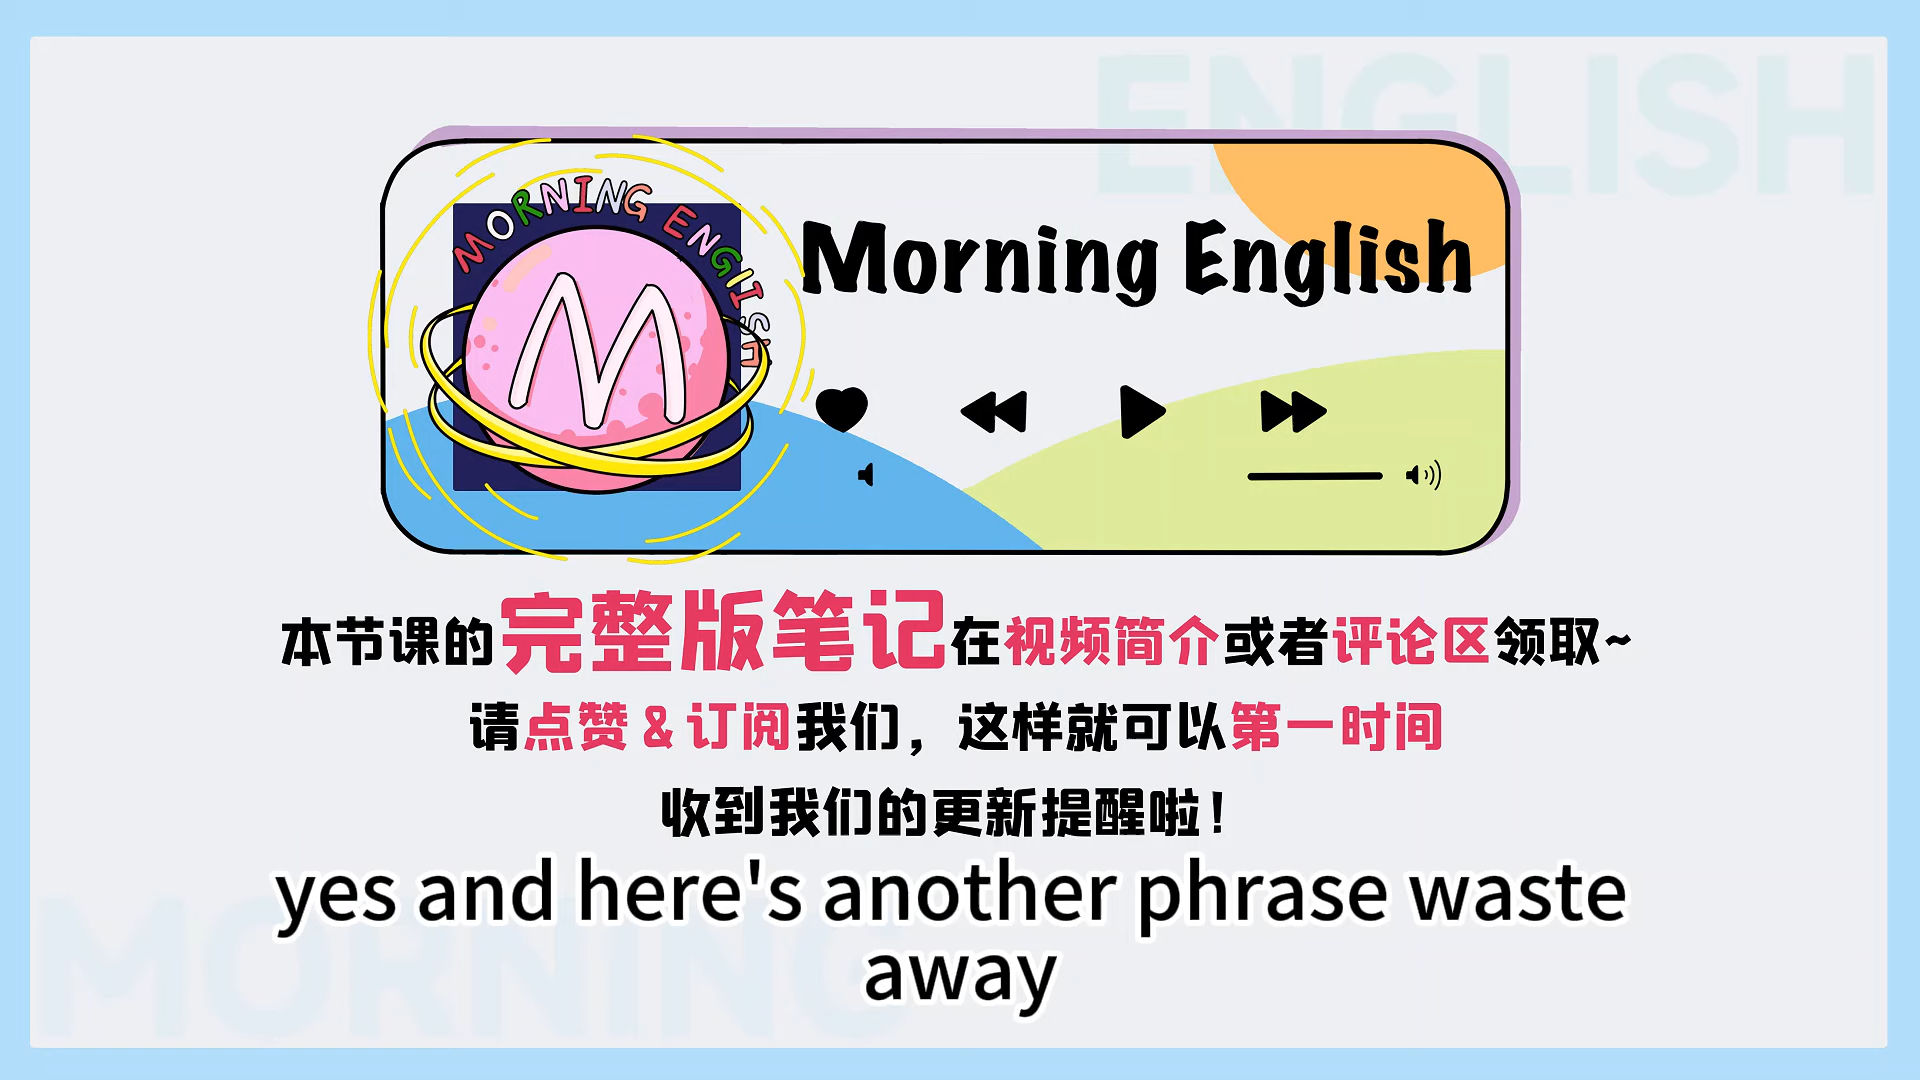 ENGLISH
MORNING ENGLISH
M
Morning English
本节课的完整版笔记在视频简介或者评论区领取~
请点赞&订阅我们，这样就可以第一时间
收到我们的更新提醒啦！
yes and here's another phrase waste
away
MORNING